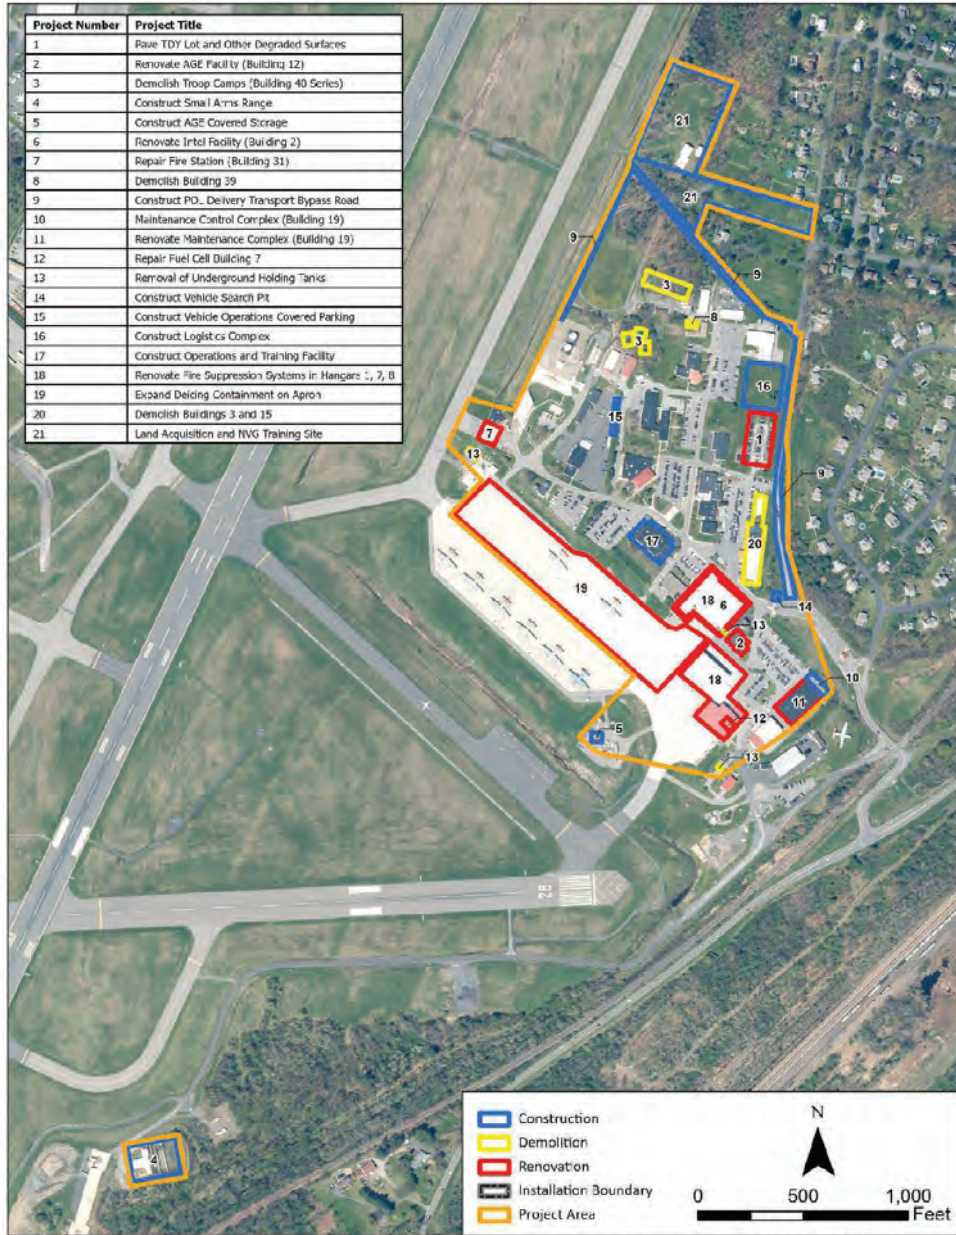 Project Number Project Title
1 Pave TDY Lot and Other Degraded Surfaces
2 Renovate AGE Facility (Building 12)
3 Demolish Troop Camps (Building 40 Series)
4 Construct Small Arms Range
5 Construct AGE Covered Storage
6 Renovate Intel Facility (Building 2)
7 Repair Fire Station (Building 31)
8 Demolish Building 39
9 Construct POL Delivery Transport Bypass Road
10 Maintenance Control Complex (Building 19)
11 Renovate Maintenance Complex (Building 19)
12 Repair Fuel Cell Building 7
13 Removal of Underground Holding Tanks
14 Construct Vehicle Search Pit
15 Construct Vehicle Operations Covered Parking
16 Construct Logistics Complex
17 Construct Operations and Training Facility
18 Renovate Fire Suppression Systems in Hangars 1, 7, 8
19 Expand Deicing Containment on Apron
20 Demolish Buildings 3 and 15
21 Land Acquisition and NVG Training Site
21
21
9
9
3
8
3
16
15
1
7
13
9
20
17
19
18 6
14
13
2
18
10
11
12
5
13
28
4
Construction
Demolition
Renovation
Installation Boundary
Project Area
N
0 500 1,000
Feet